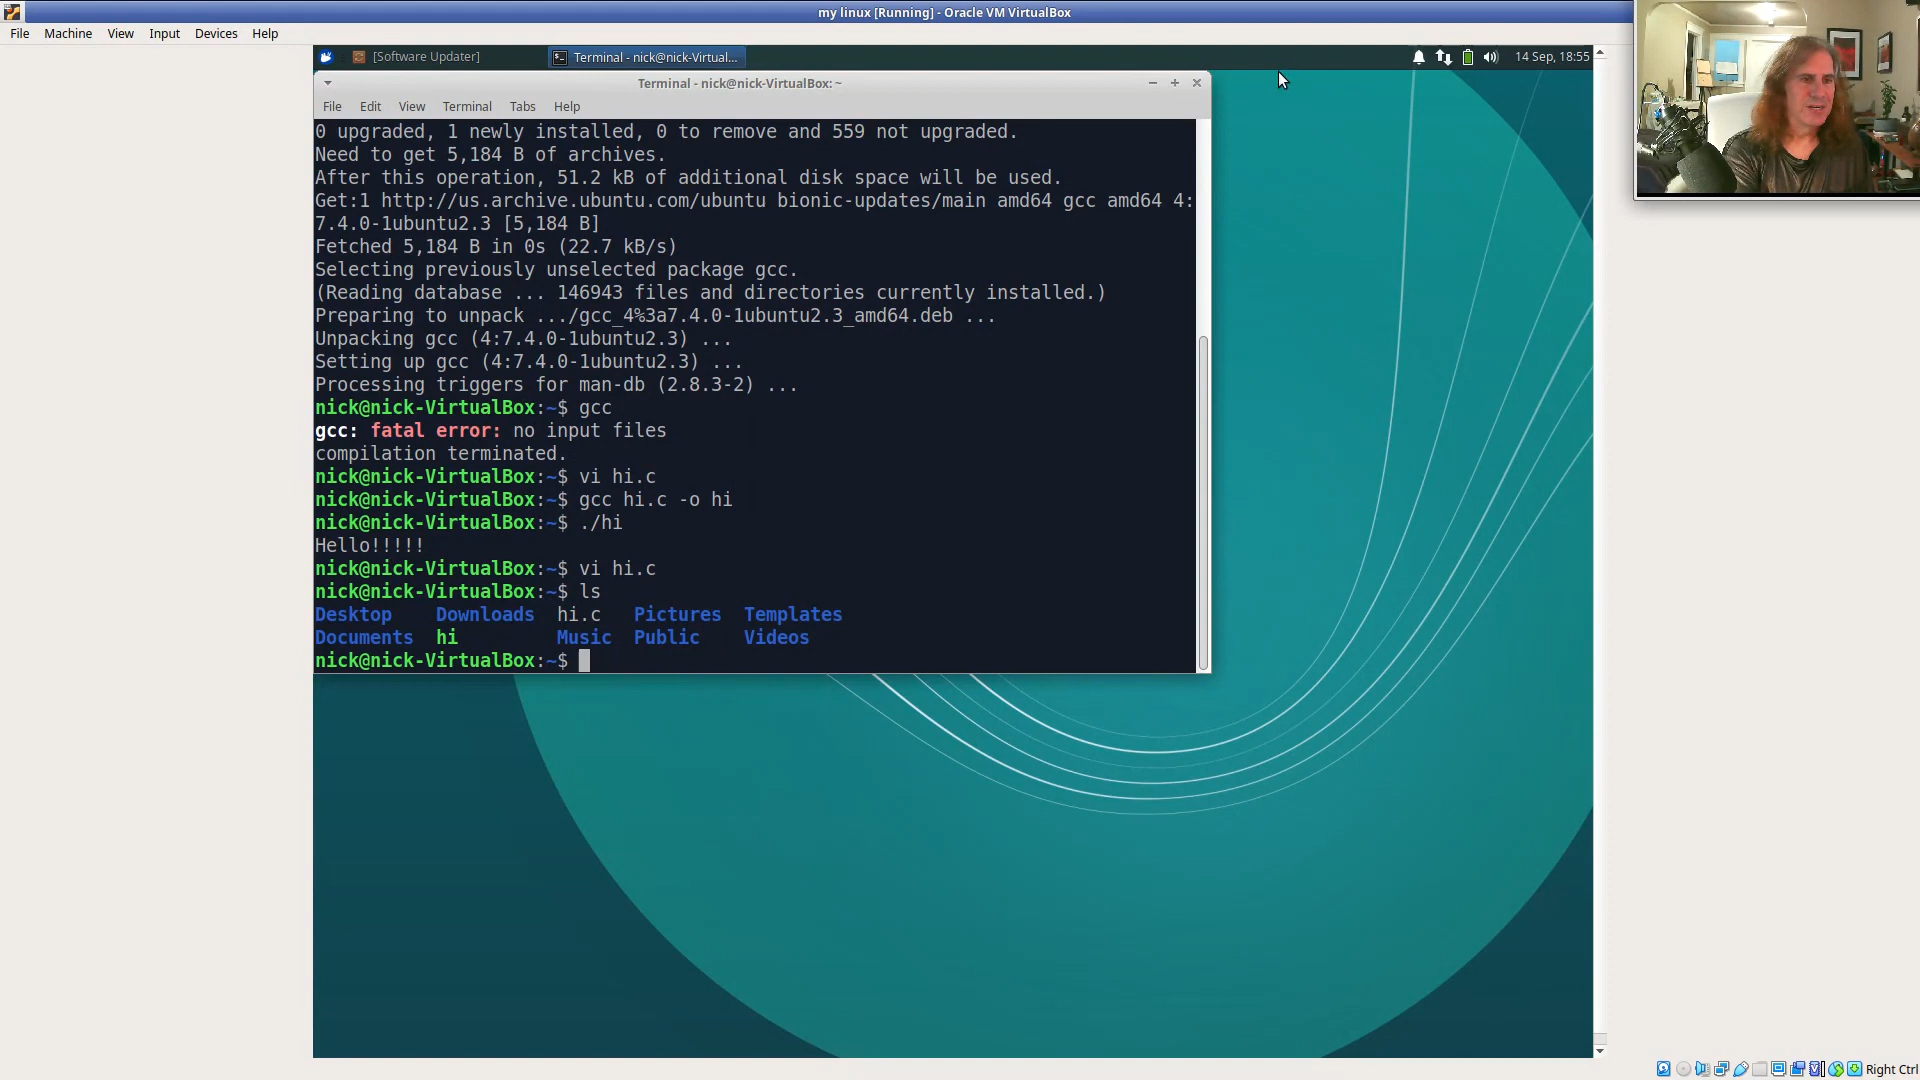 my linux [Running] - Oracle VM VirtualBox
File Machine View Input Devices Help
[Software Updater] Terminal - nick@nick-Virtual... 14 Sep, 18:55
Terminal - nick@nick-VirtualBox: ~
File Edit View Terminal Tabs Help
0 upgraded, 1 newly installed, 0 to remove and 559 not upgraded.
Need to get 5,184 B of archives.
After this operation, 51.2 kB of additional disk space will be used.
Get:1 http://us.archive.ubuntu.com/ubuntu bionic-updates/main amd64 gcc amd64 4:
7.4.0-1ubuntu2.3 [5,184 B]
Fetched 5,184 B in 0s (22.7 kB/s)
Selecting previously unselected package gcc.
(Reading database ... 146943 files and directories currently installed.)
Preparing to unpack .../gcc_4%3a7.4.0-1ubuntu2.3_amd64.deb ...
Unpacking gcc (4:7.4.0-1ubuntu2.3) ...
Setting up gcc (4:7.4.0-1ubuntu2.3) ...
Processing triggers for man-db (2.8.3-2) ...
nick@nick-VirtualBox:~$ gcc
gcc: fatal error: no input files
compilation terminated.
nick@nick-VirtualBox:~$ vi hi.c
nick@nick-VirtualBox:~$ gcc hi.c -o hi
nick@nick-VirtualBox:~$ ./hi
Hello!!!!!
nick@nick-VirtualBox:~$ vi hi.c
nick@nick-VirtualBox:~$ ls
Desktop Downloads hi.c Pictures Templates
Documents hi Music Public Videos
nick@nick-VirtualBox:~$
Right Ctrl